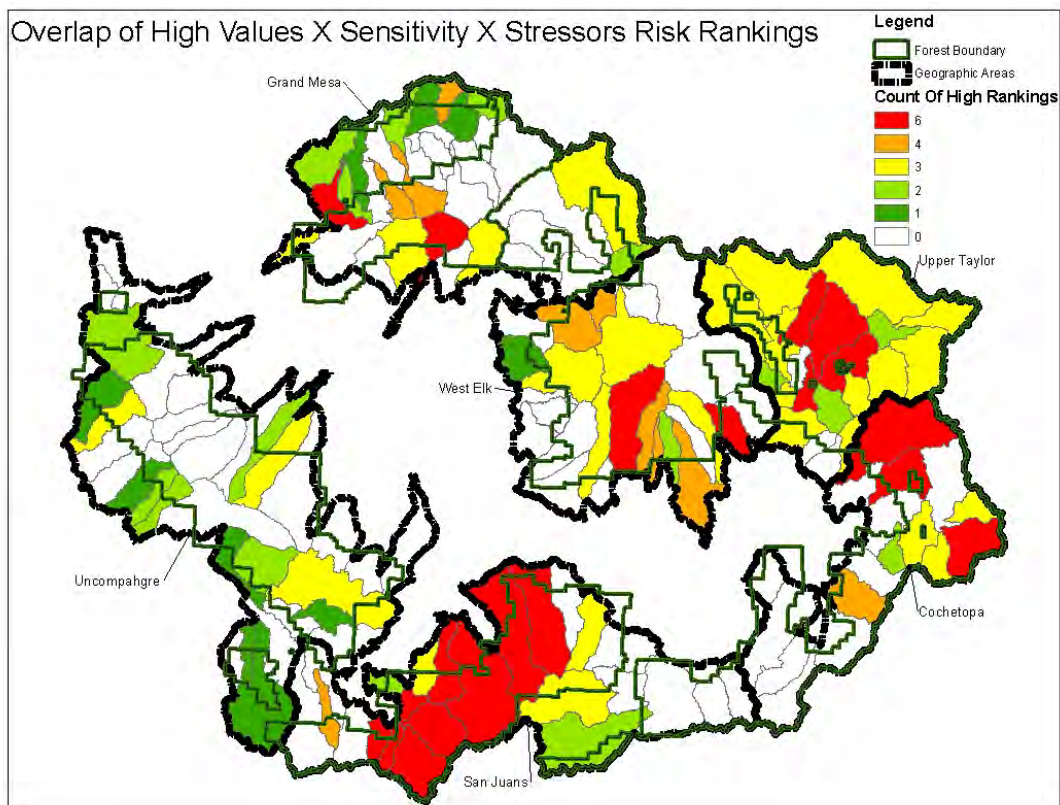 Overlap of High Values X Sensitivity X Stressors Risk Rankings
Legend
Forest Boundary
Geographic Areas
Count Of High Rankings
6
4
3
2
1
0
Grand Mesa
Upper Taylor
West Elk
Uncompahgre
Cochetopa
San Juans